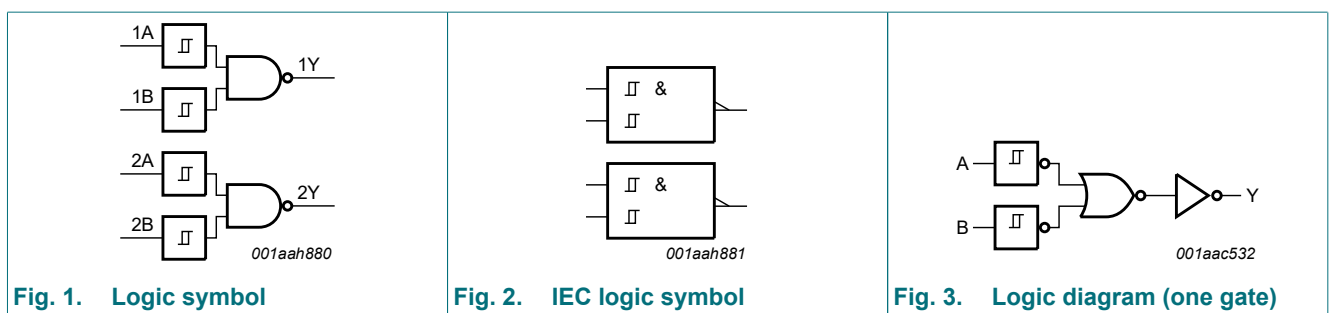 1A
1B
1Y
2A
2B
2Y
001aah880
Fig. 1. Logic symbol
&
&
001aah881
Fig. 2. IEC logic symbol
A
B
Y
001aac532
Fig. 3. Logic diagram (one gate)